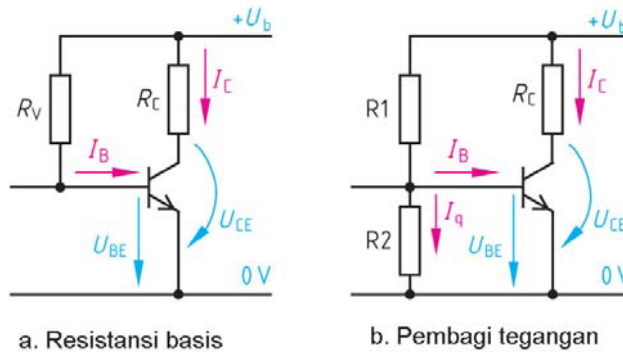 +U_b
I_C
R_V
R_C
I_B
U_CE
U_BE
0 V
a. Resistansi basis
+U_b
I_C
R1
R_C
I_B
I_q
U_CE
R2
U_BE
0 V
b. Pembagi tegangan